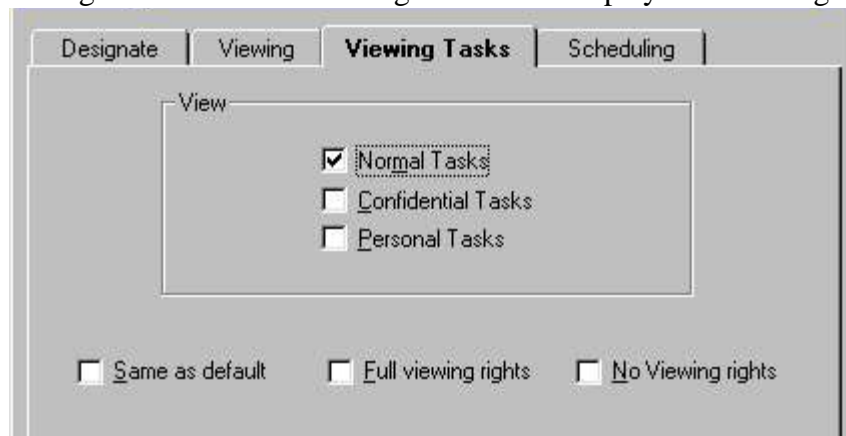 Designate Viewing Viewing Tasks Scheduling
View
Normal Tasks
Confidential Tasks
Personal Tasks
Same as default Full viewing rights No Viewing rights